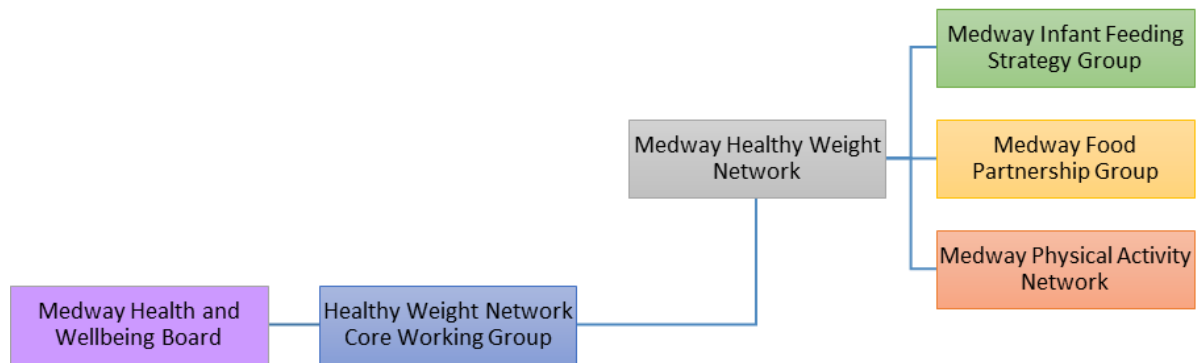 Medway Infant Feeding
Strategy Group
Medway Healthy Weight
Network
Medway Food
Partnership Group
Medway Physical Activity
Network
Medway Health and
Wellbeing Board
Healthy Weight Network
Core Working Group